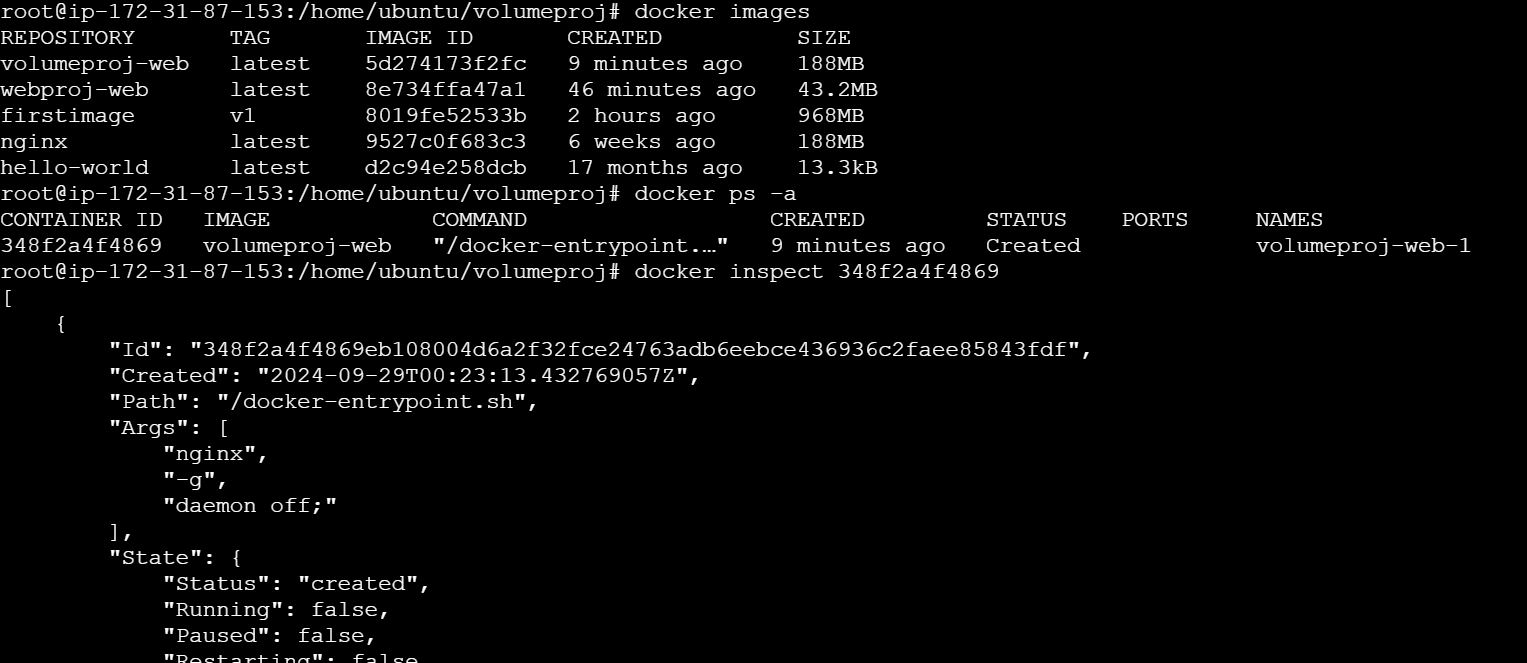 root@ip-172-31-87-153:/home/ubuntu/volumeproj# docker images
REPOSITORY       TAG       IMAGE ID       CREATED          SIZE
volumeproj-web   latest    5d274173f2fc   9 minutes ago    188MB
webproj-web      latest    8e734ffa47a1   46 minutes ago   43.2MB
firstimage       v1        8019fe52533b   2 hours ago      968MB
nginx            latest    9527c0f683c3   6 weeks ago      188MB
hello-world      latest    d2c94e258dcb   17 months ago    13.3kB
root@ip-172-31-87-153:/home/ubuntu/volumeproj# docker ps -a
CONTAINER ID   IMAGE            COMMAND                  CREATED         STATUS    PORTS     NAMES
348f2a4f4869   volumeproj-web   "/docker-entrypoint.…"   9 minutes ago   Created             volumeproj-web-1
root@ip-172-31-87-153:/home/ubuntu/volumeproj# docker inspect 348f2a4f4869
[
    {
        "Id": "348f2a4f4869eb108004d6a2f32fce24763adb6eebce436936c2faee85843fdf",
        "Created": "2024-09-29T00:23:13.432769057Z",
        "Path": "/docker-entrypoint.sh",
        "Args": [
            "nginx",
            "-g",
            "daemon off;"
        ],
        "State": {
            "Status": "created",
            "Running": false,
            "Paused": false,
            "Restarting": false